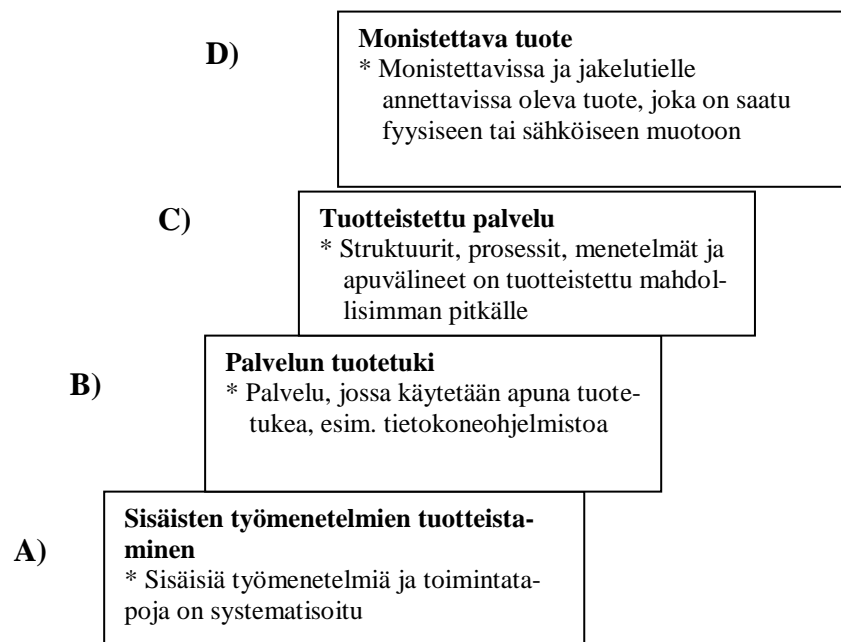 D)
Monistettava tuote
* Monistettavissa ja jakelutielle
annettavissa oleva tuote, joka on saatu
fyysiseen tai sähköiseen muotoon
C)
Tuotteistettu palvelu
* Struktuurit, prosessit, menetelmät ja
apuvälineet on tuotteistettu mahdol-
lisimman pitkälle
B)
Palvelun tuotetuki
* Palvelu, jossa käytetään apuna tuote-
tukea, esim. tietokoneohjelmistoa
A)
Sisäisten työmenetelmien tuotteista-
minen
* Sisäisiä työmenetelmiä ja toimintata-
poja on systematisoitu